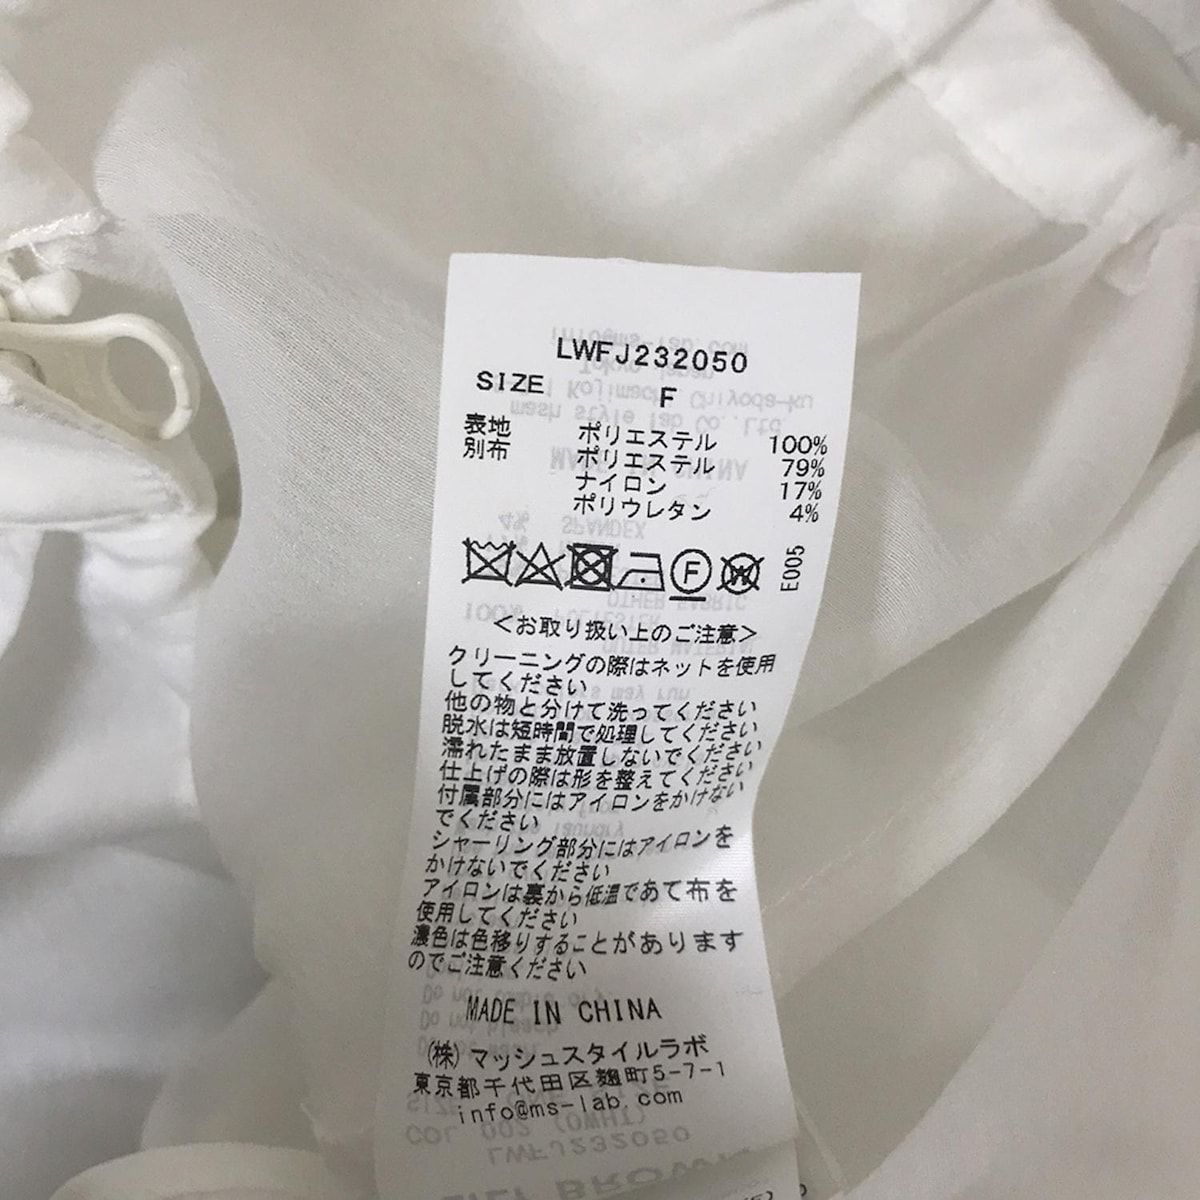 LWFJ232050
SIZE F
表地 ポリエステル 100%
別布 ポリエステル 79%
ナイロン 17%
ポリウレタン 4%
F W E005
<お取り扱い上のご注意>
クリーニングの際はネットを使用
してください
他の物と分けて洗ってください
脱水は短時間で処理してください
濡れたまま放置しないでください
仕上げの際は形を整えてください
付属部分にはアイロンをかけない
でください
シャーリング部分にはアイロンを
かけないでください
アイロンは裏から低温であて布を
使用してください
濃色は色移りすることがあります
のでご注意ください
MADE IN CHINA
(株)マッシュスタイルラボ
東京都千代田区麹町5-7-1
info@ms-lab.com